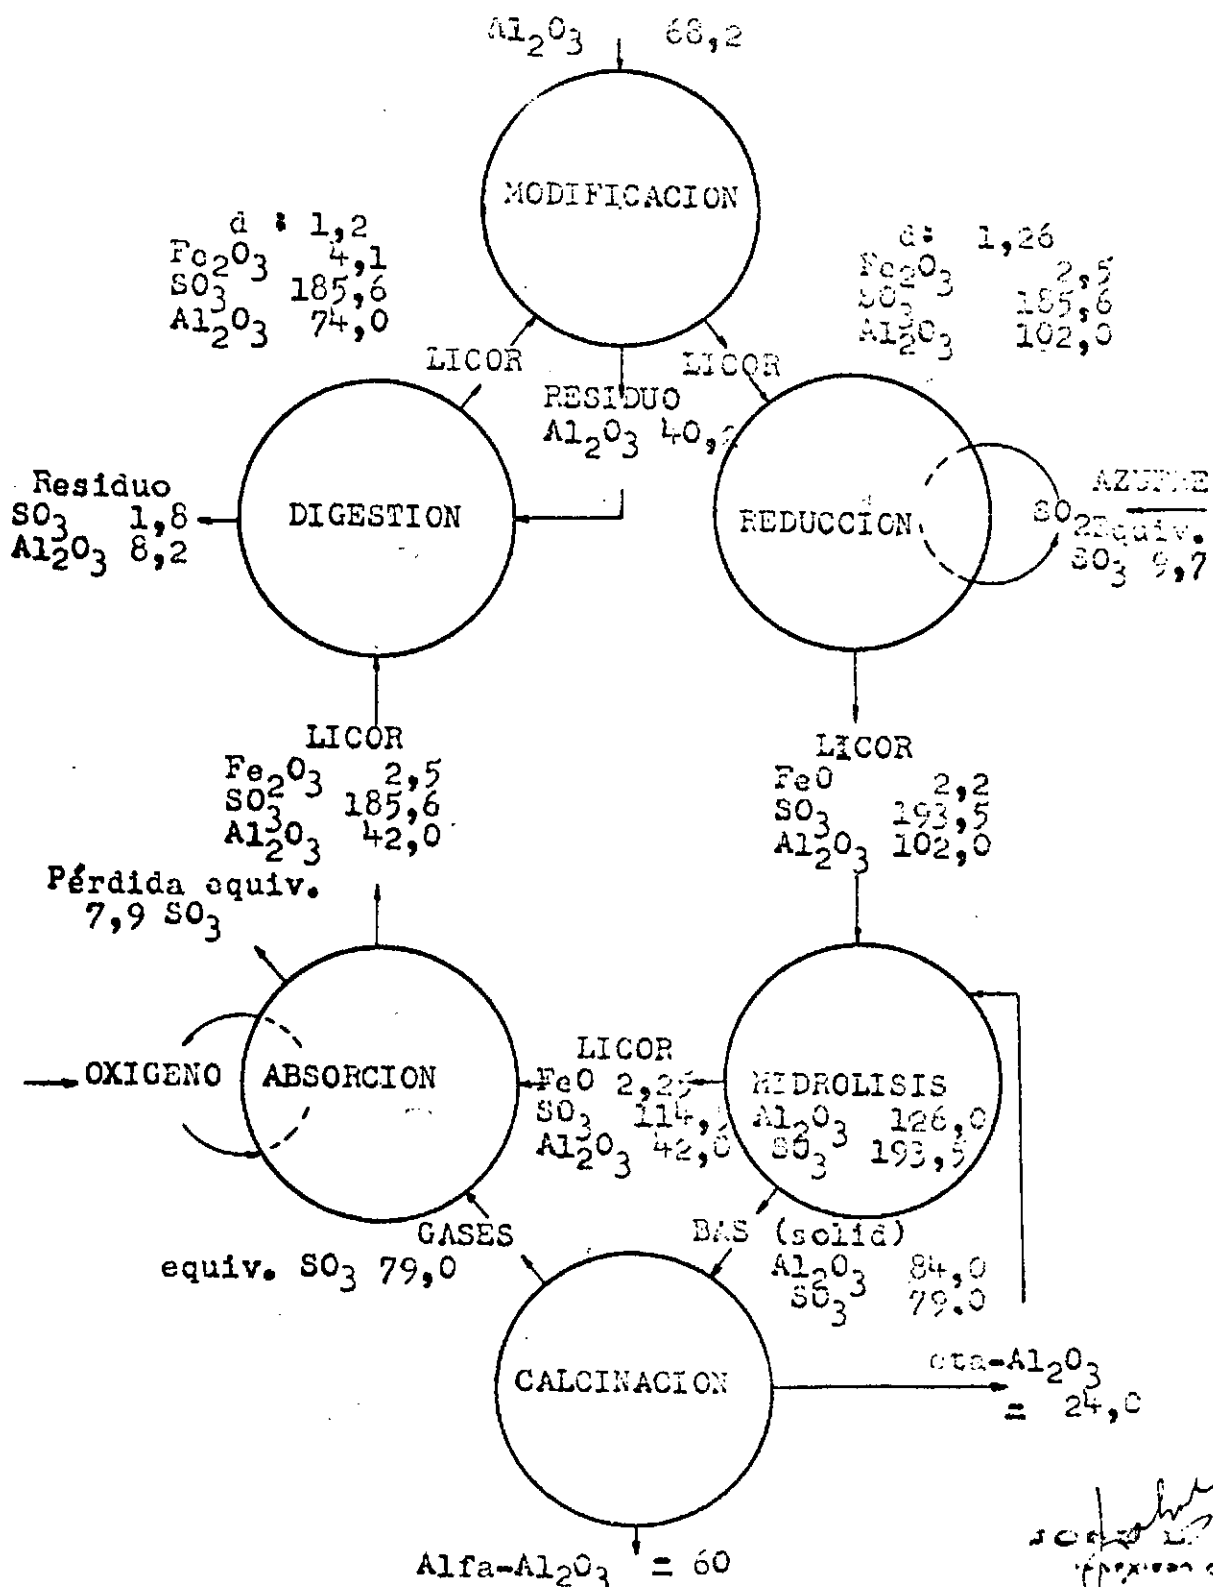 Al2O3 68,2
MODIFICACION
d : 1,2
Fe2O3 4,1
SO3 185,6
Al2O3 74,0
d: 1,26
Fe2O3 2,5
SO3 185,6
Al2O3 102,0
LICOR
LICOR
RESIDUO
Al2O3 40,2
Residuo
SO3 1,8
Al2O3 8,2
DIGESTION
REDUCCION
AZUFRE
SO2 Equiv.
SO3 9,7
LICOR
Fe2O3 2,5
SO3 185,6
Al2O3 42,0
LICOR
FeO 2,2
SO3 193,5
Al2O3 102,0
Pérdida equiv.
7,9 SO3
OXIGENO
ABSORCION
LICOR
FeO 2,25
SO3 114,5
Al2O3 42,0
HIDROLISIS
Al2O3 126,0
SO3 193,5
GASES
equiv. SO3 79,0
BAS (solid)
Al2O3 84,0
SO3 79.0
CALCINACION
eta-Al2O3
= 24,0
Alfa-Al2O3 = 60